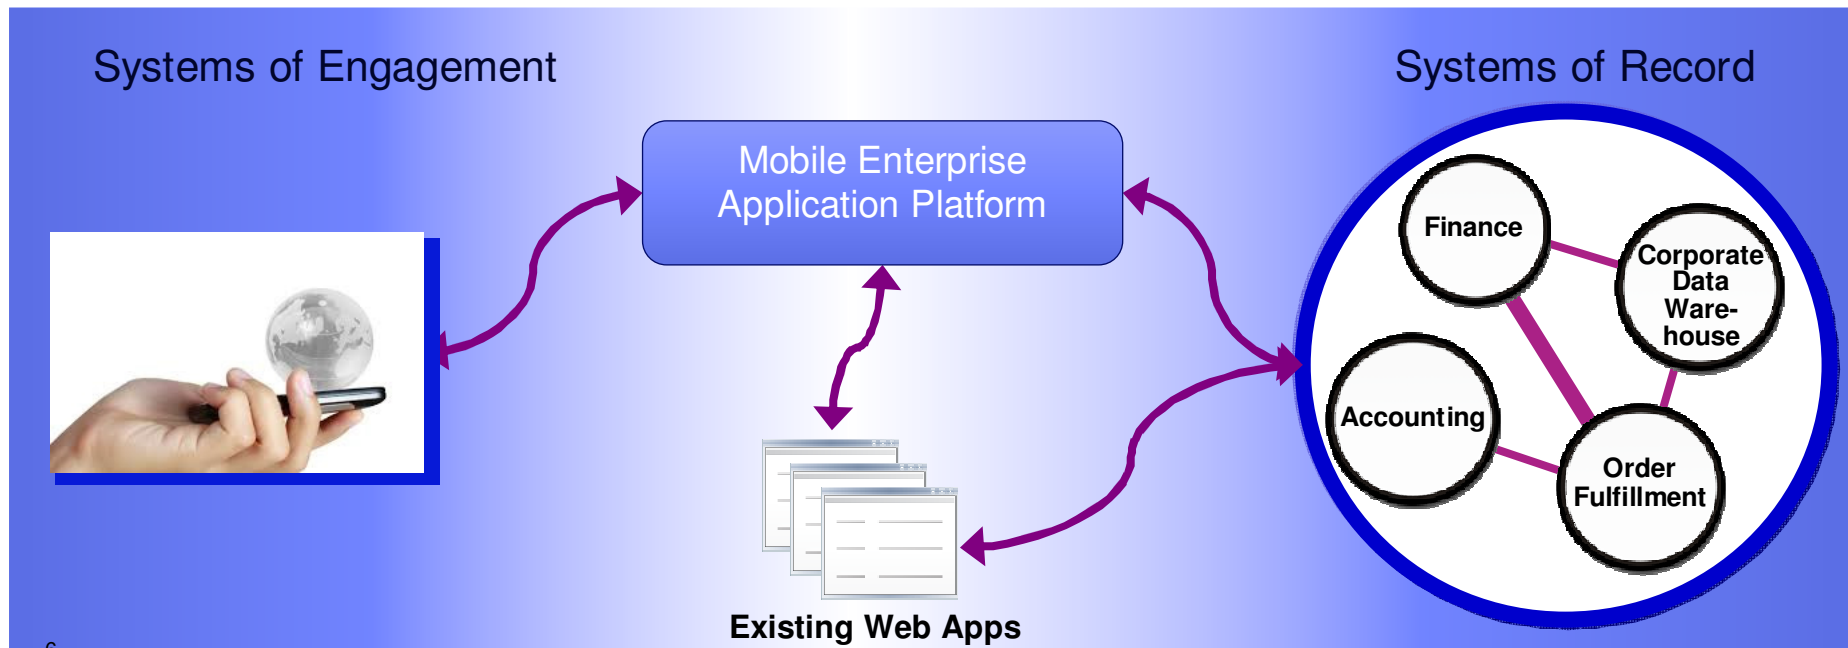 Systems of Engagement
Systems of Record
Mobile Enterprise
Application Platform
Finance
Corporate
Data
Ware-
house
Accounting
Order
Fulfillment
Existing Web Apps
6